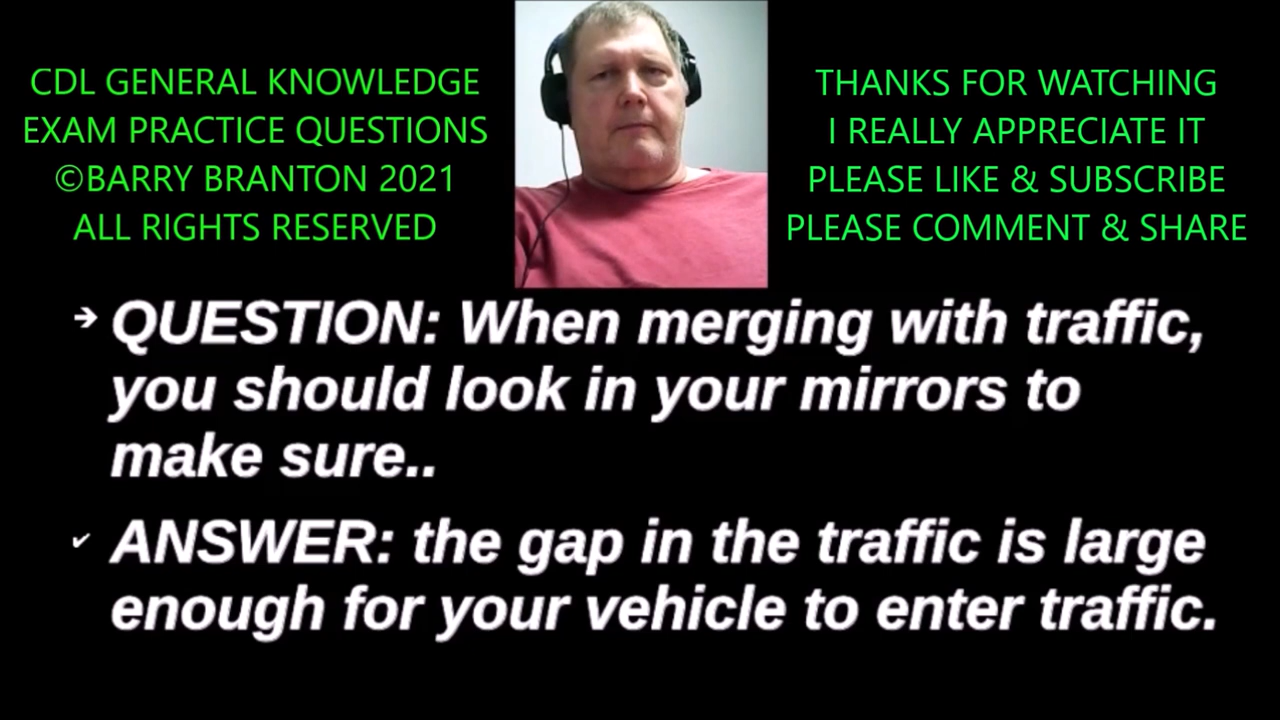 CDL GENERAL KNOWLEDGE
EXAM PRACTICE QUESTIONS
©BARRY BRANTON 2021
ALL RIGHTS RESERVED
THANKS FOR WATCHING
I REALLY APPRECIATE IT
PLEASE LIKE & SUBSCRIBE
PLEASE COMMENT & SHARE
➔ QUESTION: When merging with traffic,
you should look in your mirrors to
make sure..
✔ ANSWER: the gap in the traffic is large
enough for your vehicle to enter traffic.